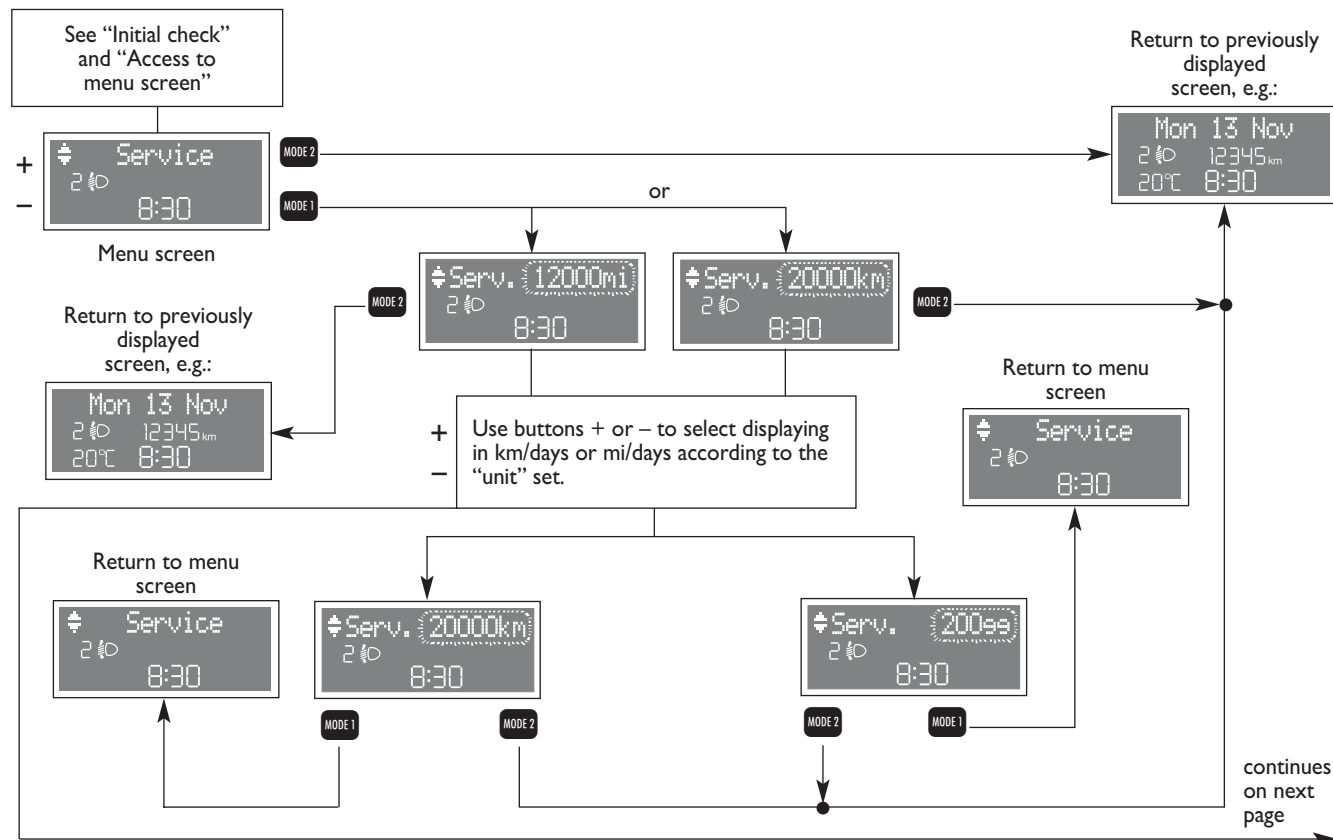 See “Initial check”
and “Access to
menu screen”
Return to previously
displayed
screen, e.g.:
Mon 13 Nov
2 12345 km
20°C 8:30
+
–
Service
2
8:30
MODE 2
MODE 1
or
Menu screen
Serv. 12000mi
2
8:30
Serv. 20000km
2
8:30
MODE 2
MODE 2
Return to previously
displayed
screen, e.g.:
Mon 13 Nov
2 12345 km
20°C 8:30
+
–
Use buttons + or – to select displaying
in km/days or mi/days according to the
“unit” set.
Return to menu
screen
Service
2
8:30
Return to menu
screen
Service
2
8:30
Serv. 20000km
2
8:30
Serv. 200gg
2
8:30
MODE 1
MODE 2
MODE 2
MODE 1
continues
on next
page